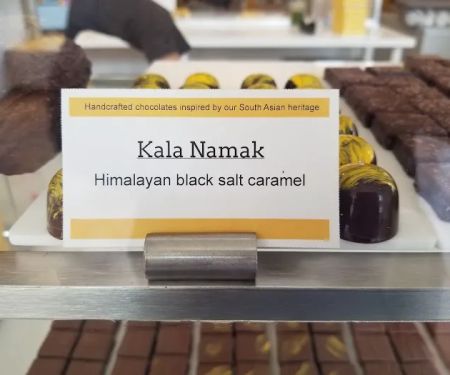 Handcrafted chocolates inspired by our South Asian heritage
Kala Namak
Himalayan black salt caramel